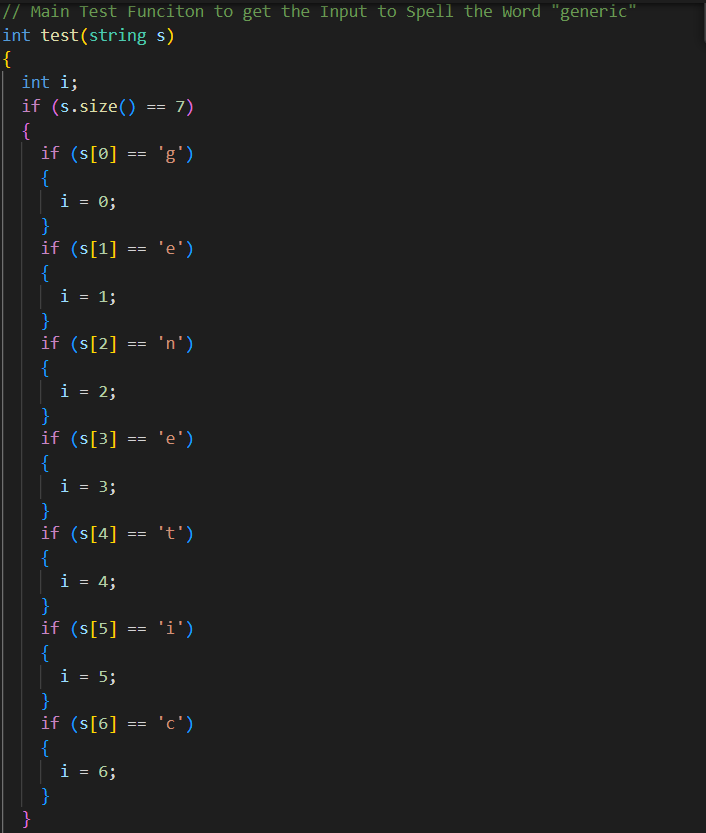 // Main Test Funciton to get the Input to Spell the Word "generic"
int test(string s)
{
int i;
if (s.size() == 7)
{
if (s[0] == 'g')
{
i = 0;
}
if (s[1] == 'e')
{
i = 1;
}
if (s[2] == 'n')
{
i = 2;
}
if (s[3] == 'e')
{
i = 3;
}
if (s[4] == 't')
{
i = 4;
}
if (s[5] == 'i')
{
i = 5;
}
if (s[6] == 'c')
{
i = 6;
}
}